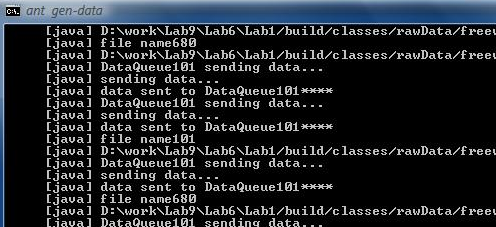 ant gen-data
[java] D:\work\Lab9\Lab6\Lab1/build/classes/rawData/freew
[java] file name680
[java] D:\work\Lab9\Lab6\Lab1/build/classes/rawData/freew
[java] DataQueue101 sending data...
[java] sending data...
[java] data sent to DataQueue101****
[java] DataQueue101 sending data...
[java] sending data...
[java] data sent to DataQueue101****
[java] file name101
[java] D:\work\Lab9\Lab6\Lab1/build/classes/rawData/freew
[java] DataQueue101 sending data...
[java] sending data...
[java] data sent to DataQueue101****
[java] file name680
[java] D:\work\Lab9\Lab6\Lab1/build/classes/rawData/freew
[java] DataQueue101 sending data...